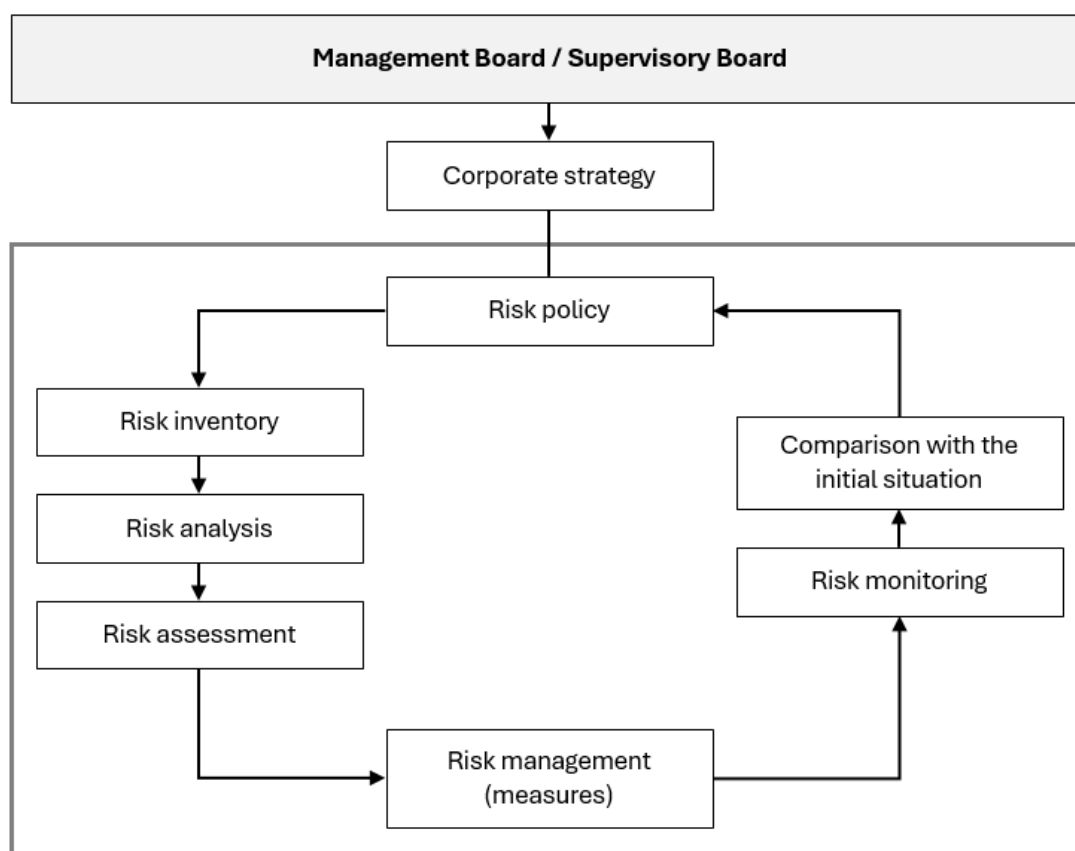 Management Board / Supervisory Board
Corporate strategy
Risk policy
Risk inventory
Risk analysis
Risk assessment
Risk management
(measures)
Risk monitoring
Comparison with the
initial situation